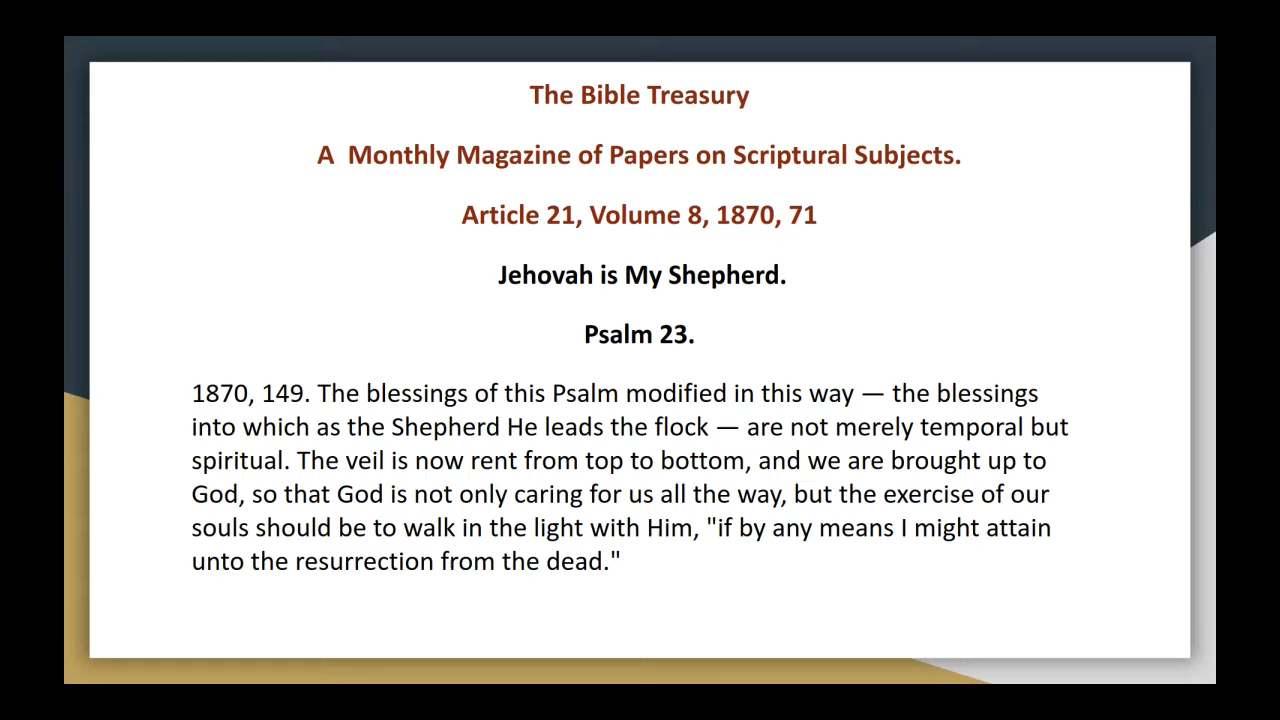 The Bible Treasury
A  Monthly Magazine of Papers on Scriptural Subjects.
Article 21, Volume 8, 1870, 71
Jehovah is My Shepherd.
Psalm 23.
1870, 149. The blessings of this Psalm modified in this way — the blessings
into which as the Shepherd He leads the flock — are not merely temporal but
spiritual. The veil is now rent from top to bottom, and we are brought up to
God, so that God is not only caring for us all the way, but the exercise of our
souls should be to walk in the light with Him, "if by any means I might attain
unto the resurrection from the dead."